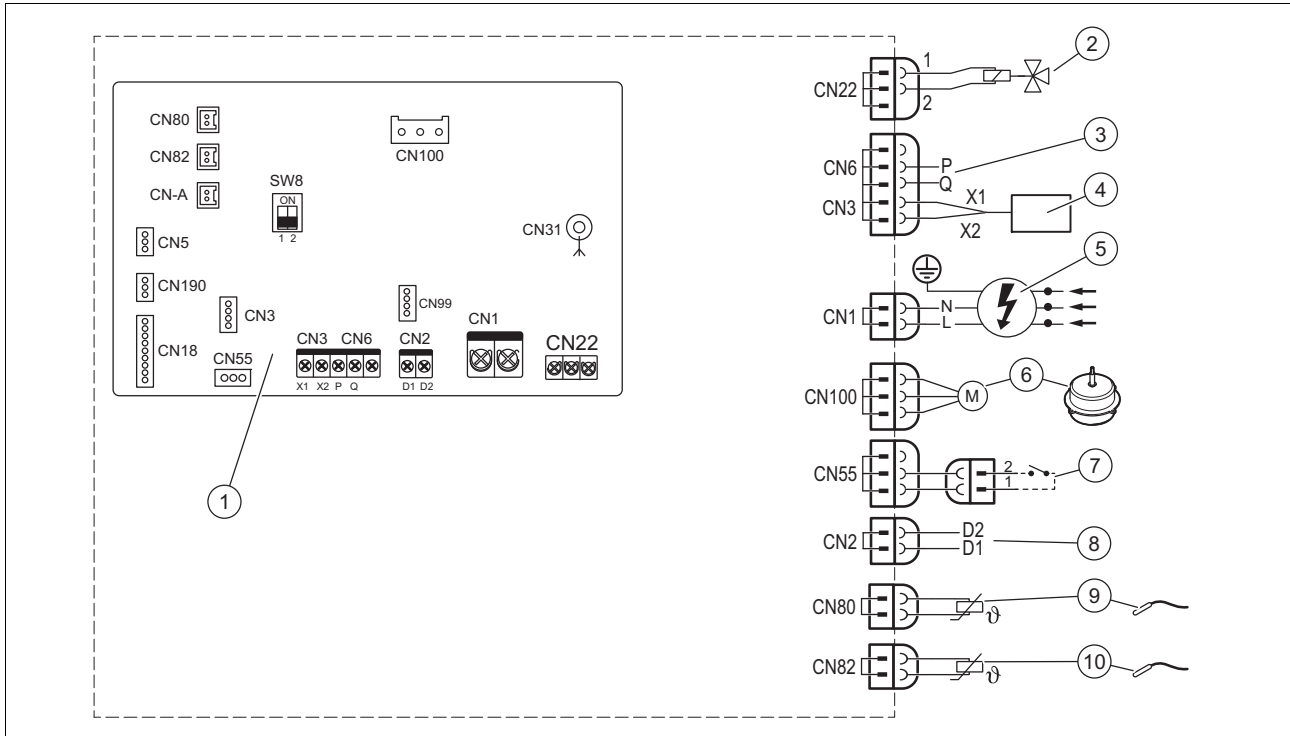 CN80
CN82
CN-A
SW8
ON
1 2
CN100
CN31
CN5
CN190
CN3
CN18
CN55
CN99
CN3 CN6
X1 X2 P Q
CN2
D1 D2
CN1
CN22
1
CN22
1
2
2
CN6
P
Q
3
CN3
X1
X2
4
CN1
N
L
5
CN100
M
6
CN55
2
1
7
CN2
D2
D1
8
CN80
ϑ
9
CN82
ϑ
10